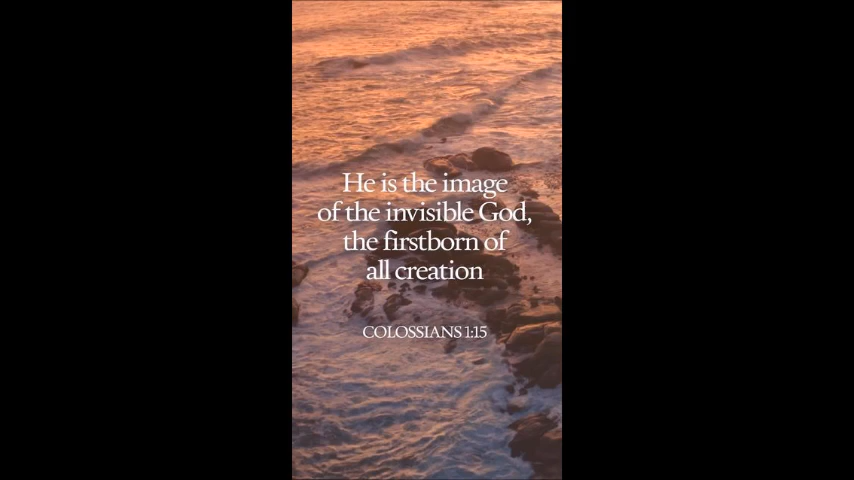 He is the image
of the invisible God,
the firstborn of
all creation
COLOSSIANS 1:15